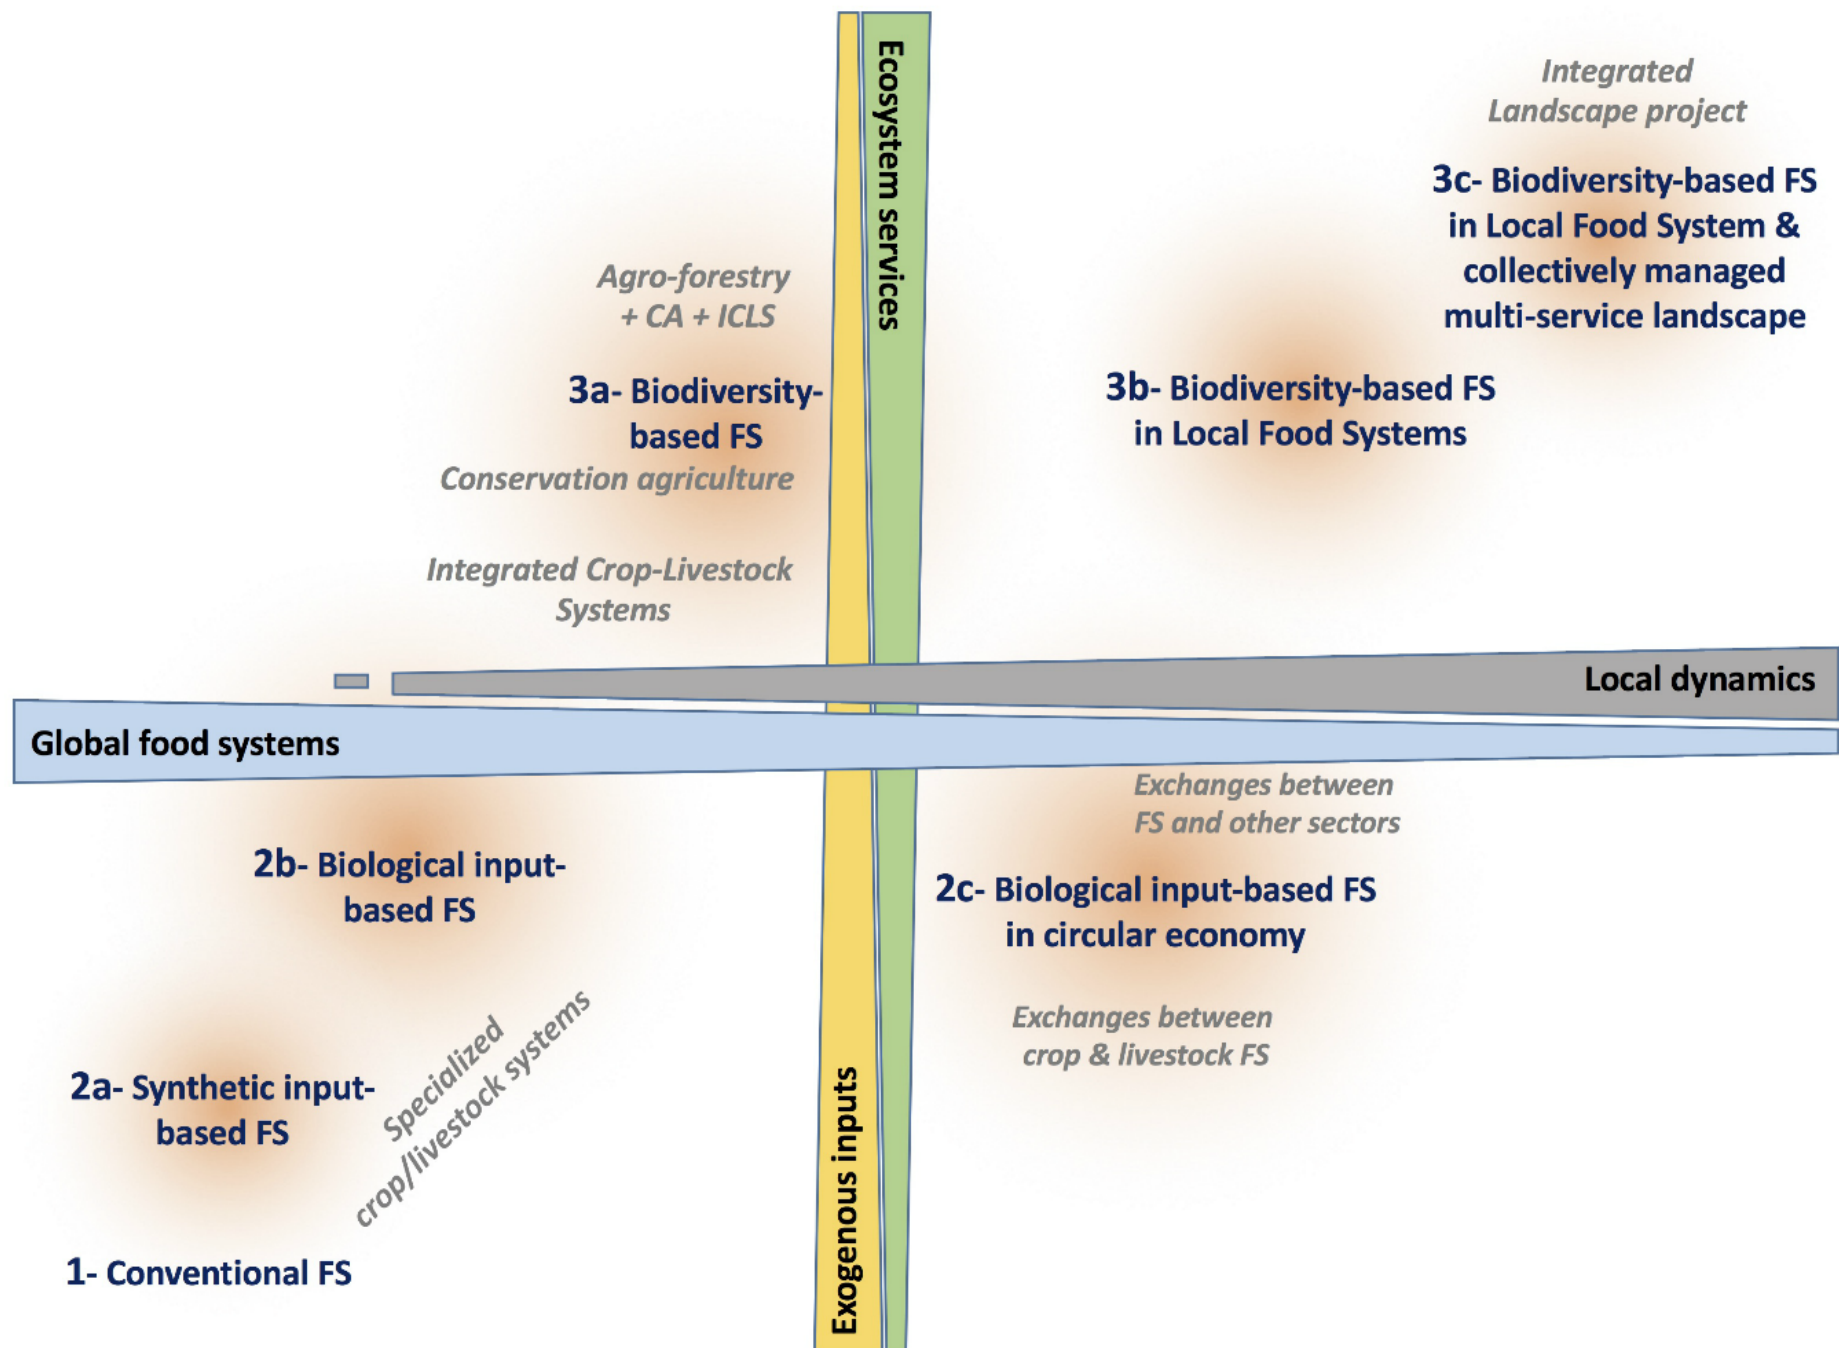 Ecosystem services
Integrated
Landscape project
3c- Biodiversity-based FS
in Local Food System &
collectively managed
multi-service landscape
Agro-forestry
+ CA + ICLS
3a- Biodiversity-
based FS
Conservation agriculture
Integrated Crop-Livestock
Systems
3b- Biodiversity-based FS
in Local Food Systems
Local dynamics
Global food systems
2b- Biological input-
based FS
Exchanges between
FS and other sectors
2c- Biological input-based FS
in circular economy
Exchanges between
crop & livestock FS
2a- Synthetic input-
based FS
Specialized
crop/livestock systems
1- Conventional FS
Exogenous inputs